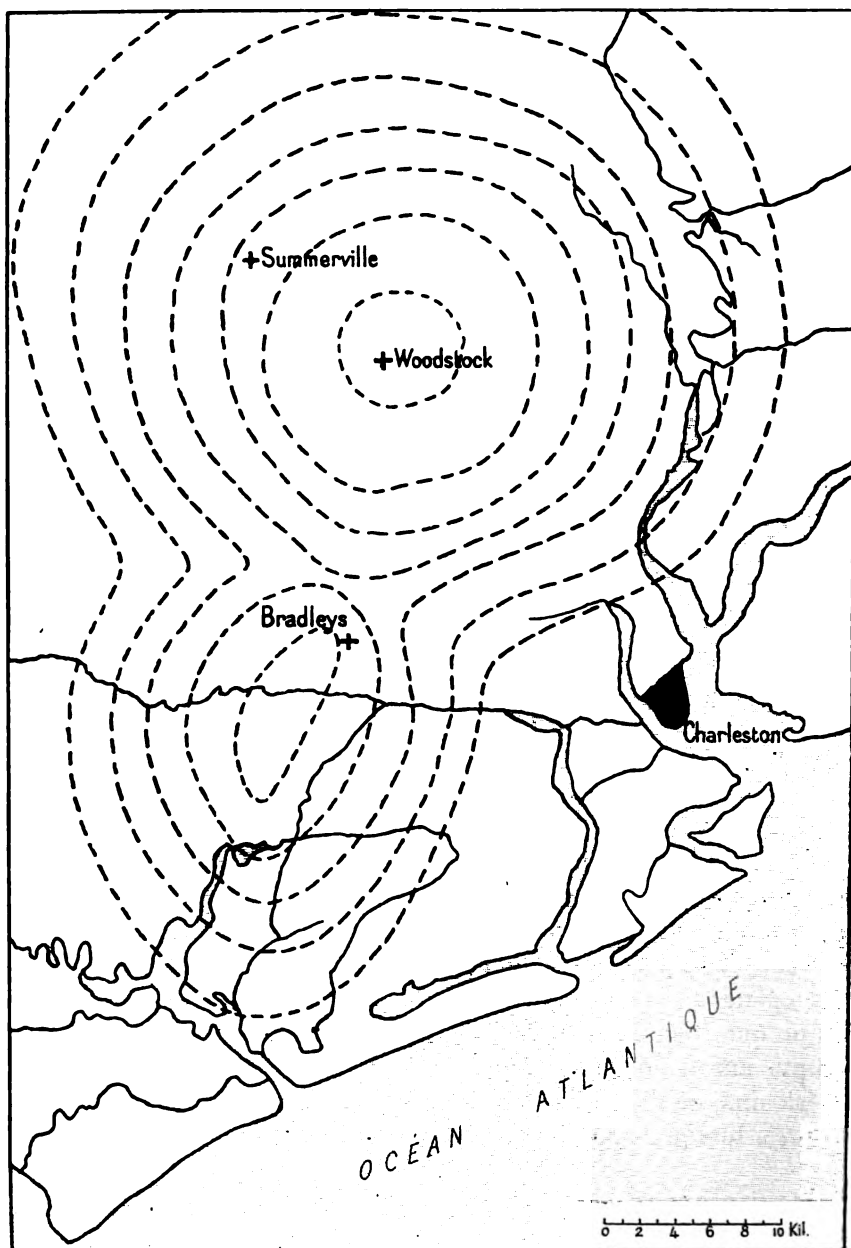 Summerville
Woodstock
Bradleys
Charleston
OCÉAN ATLANTIQUE
0 2 4 6 8 10 Kil.